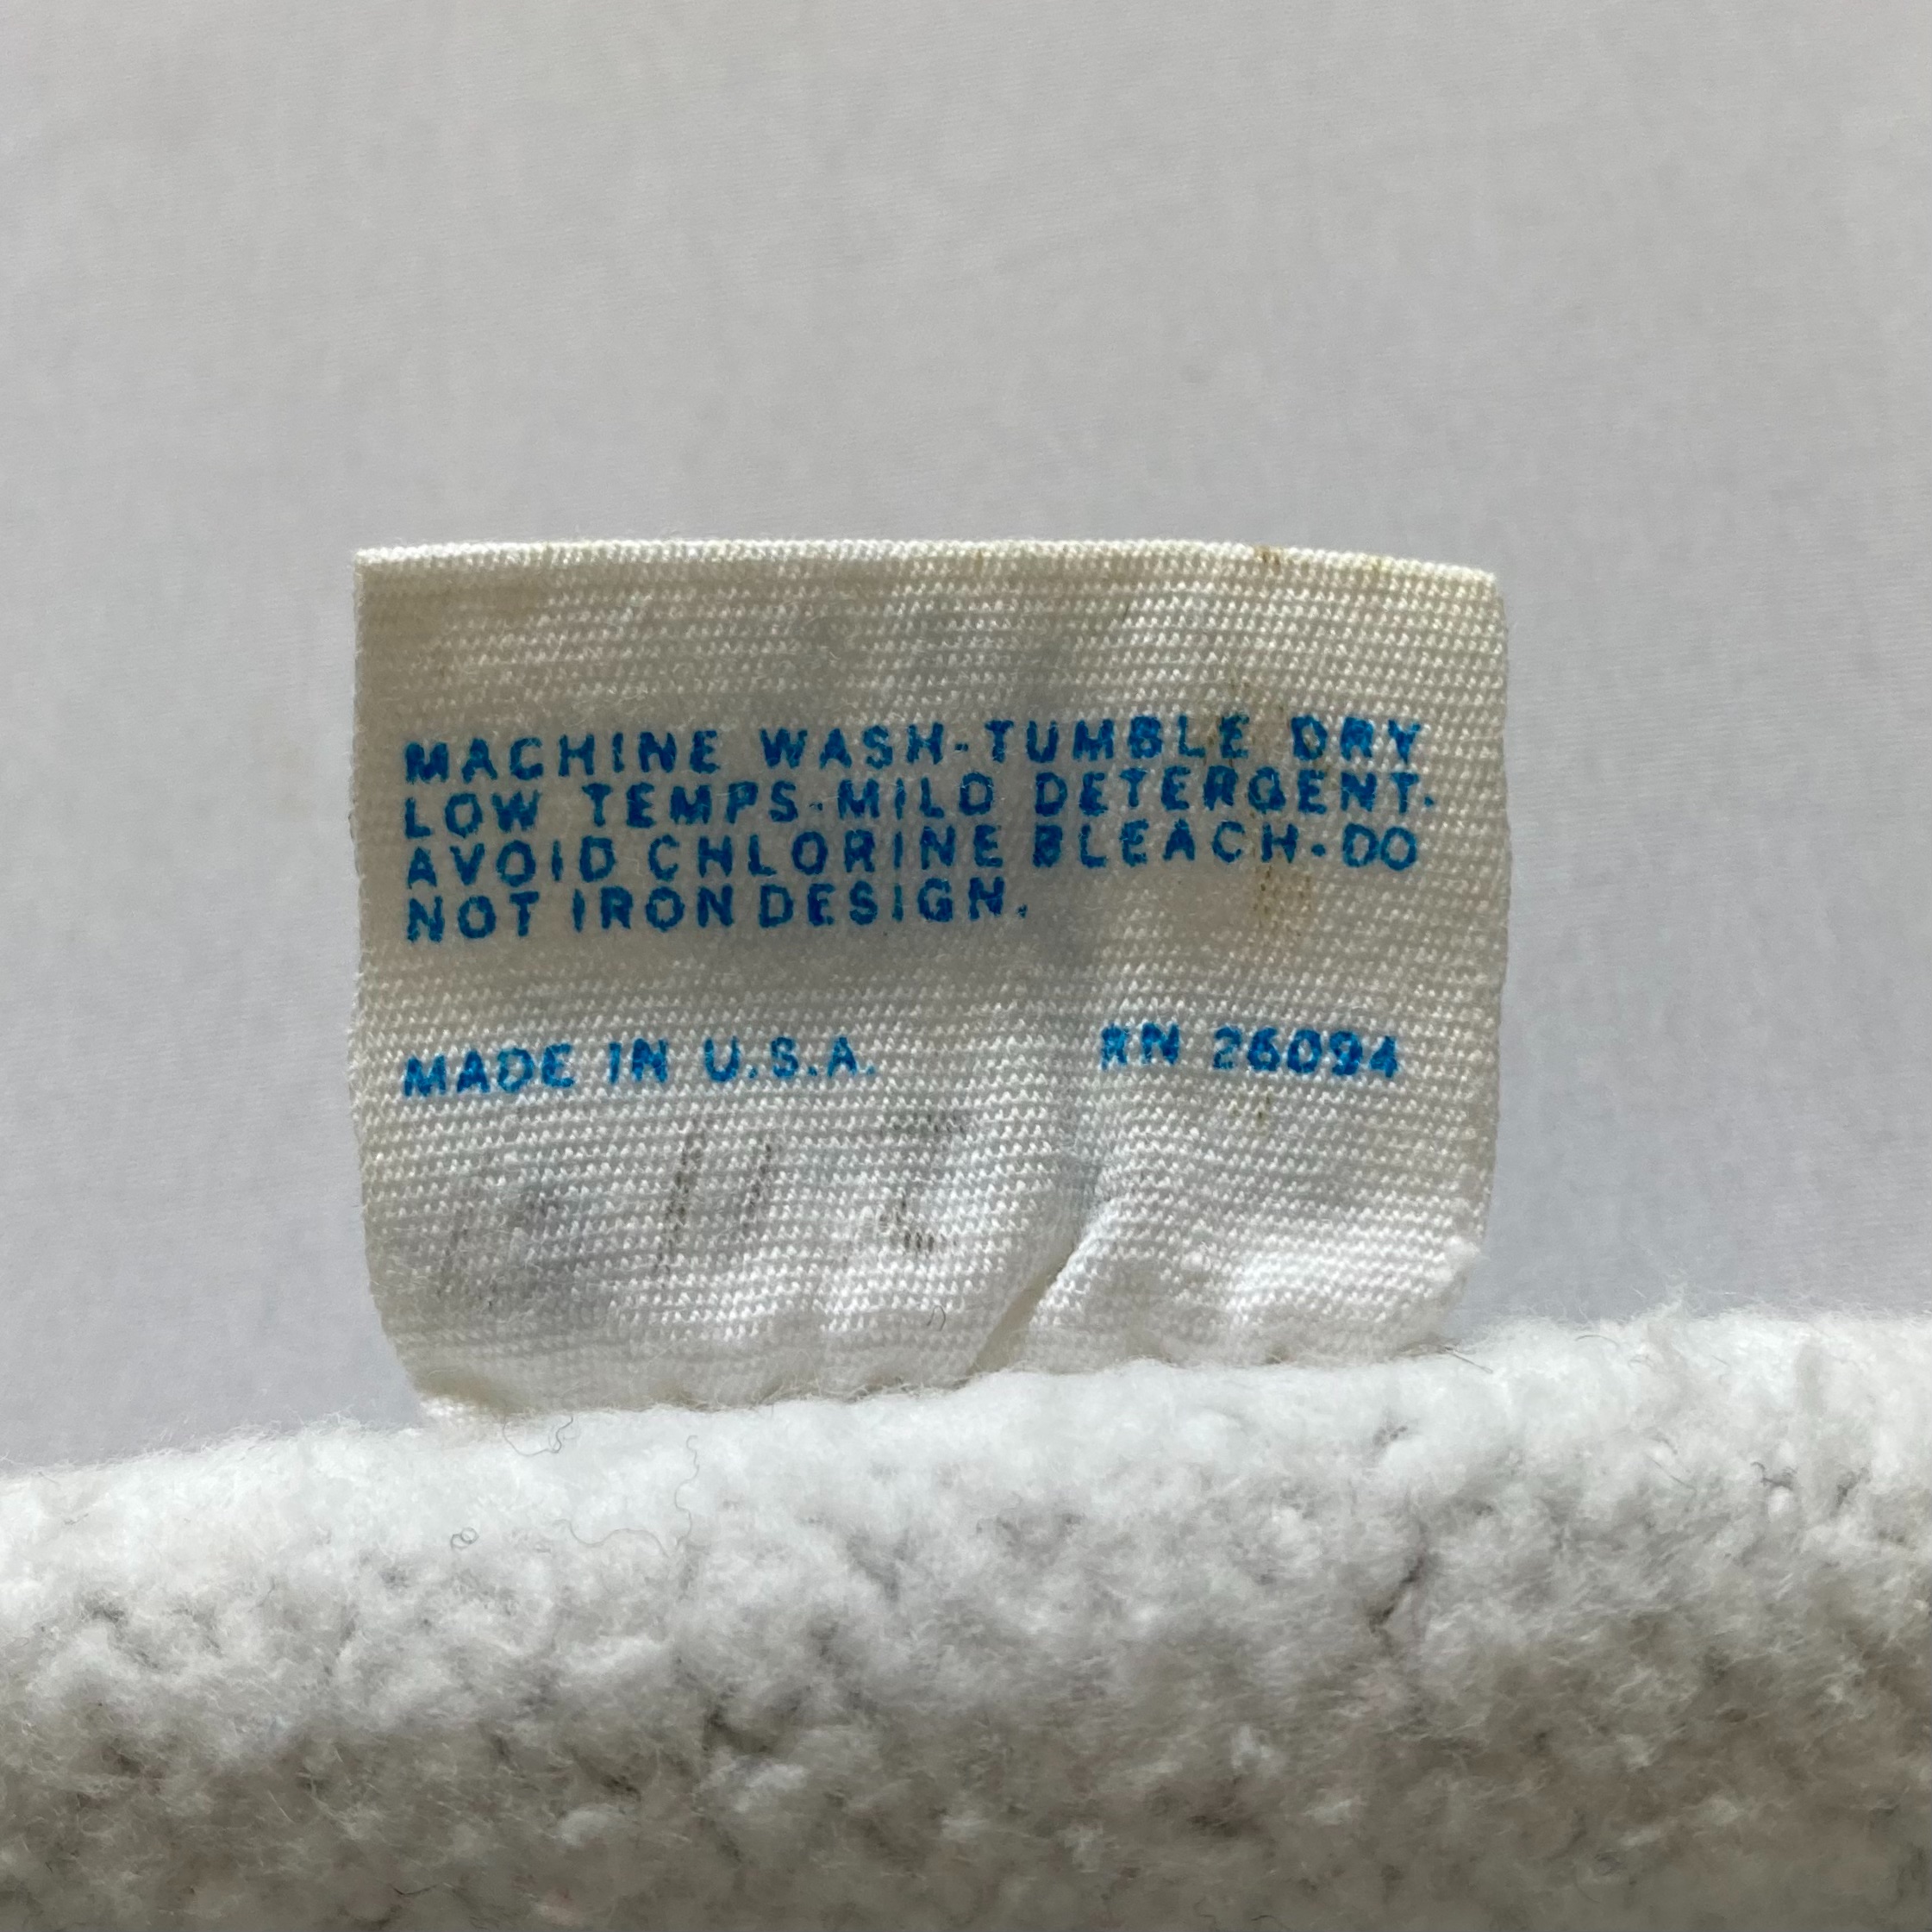 MACHINE WASH-TUMBLE DRY
LOW TEMPS-MILD DETERGENT.
AVOID CHLORINE BLEACH-DO
NOT IRON DESIGN.
MADE IN U.S.A.
RN 26094